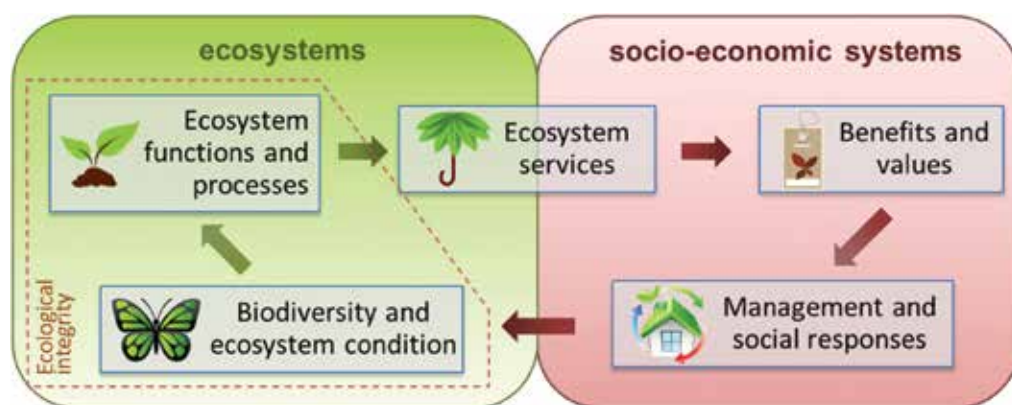 ecosystems
socio-economic systems
Ecosystem
functions and
processes
Ecosystem
services
Benefits and
values
Management and
social responses
Biodiversity and
ecosystem condition
Ecological
integrity